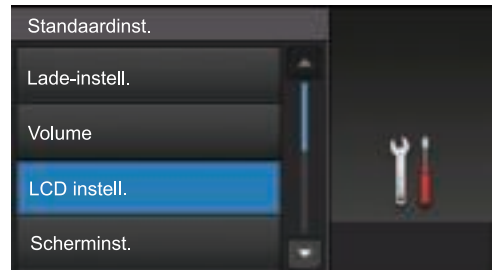 Standaardinst.
Lade-instell.
Volume
LCD instell.
Scherminst.